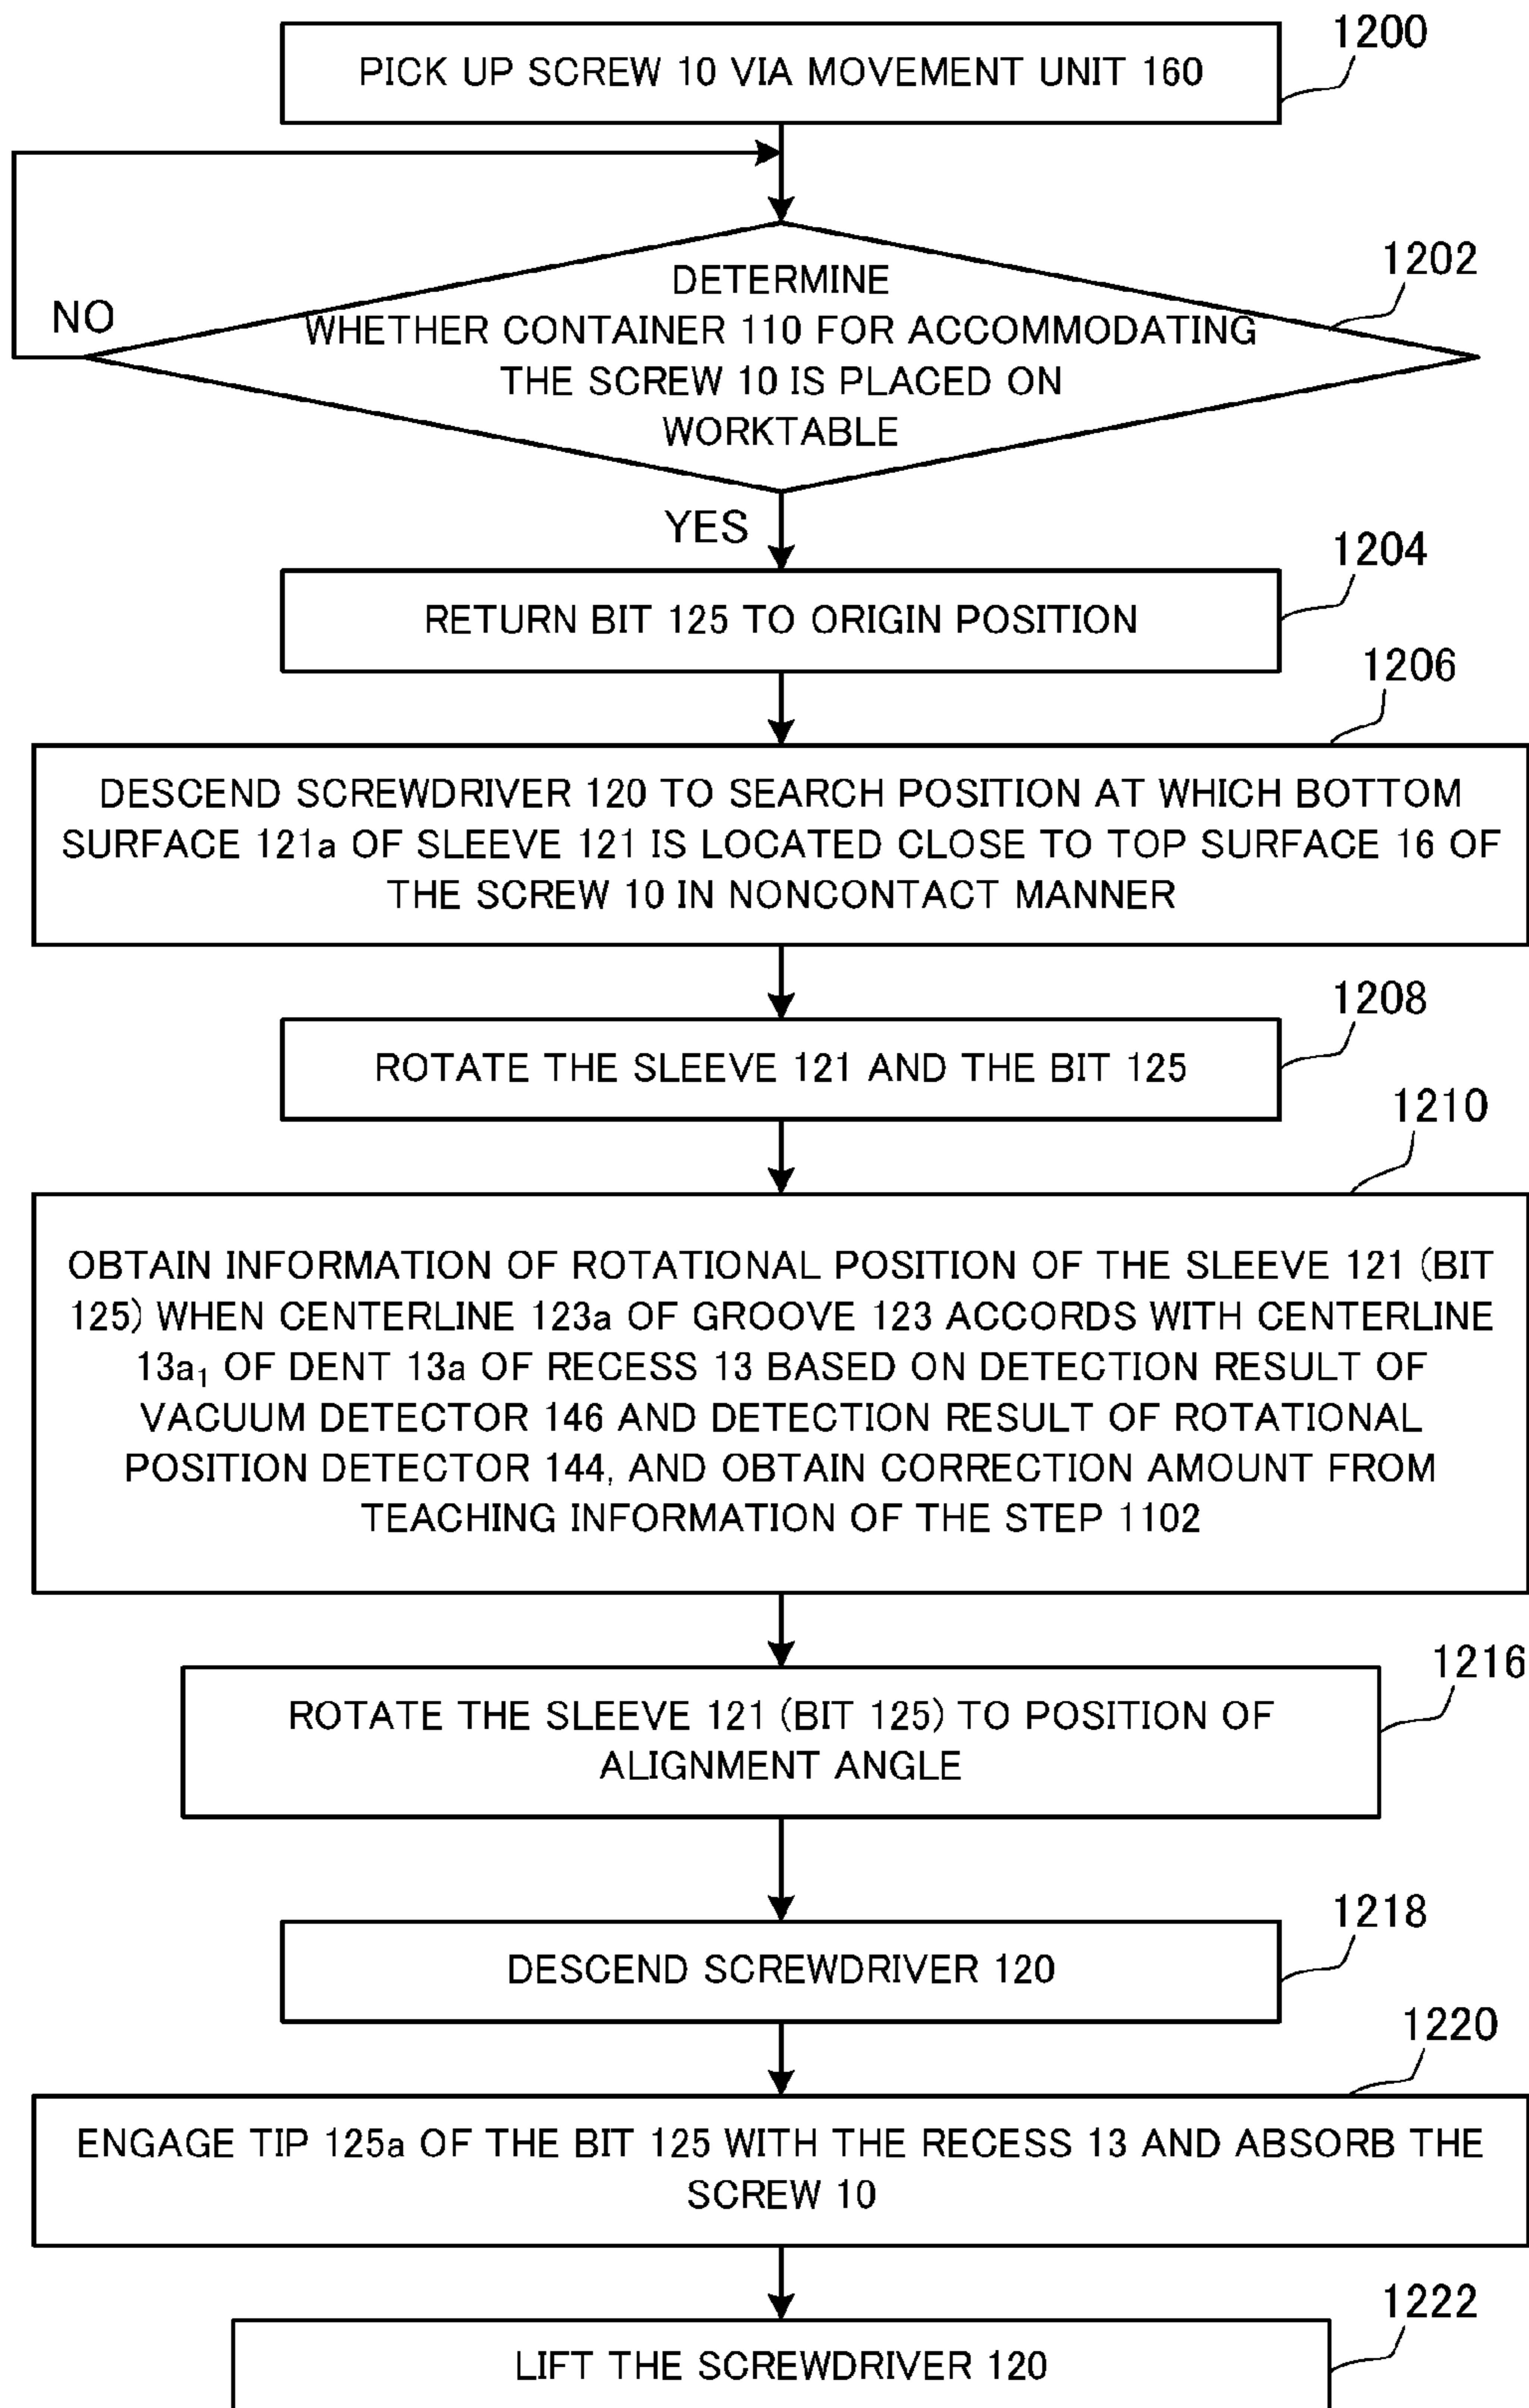 1200
PICK UP SCREW 10 VIA MOVEMENT UNIT 160
1202
DETERMINE
WHETHER CONTAINER 110 FOR ACCOMMODATING
THE SCREW 10 IS PLACED ON
WORKTABLE
NO
YES
1204
RETURN BIT 125 TO ORIGIN POSITION
1206
DESCEND SCREWDRIVER 120 TO SEARCH POSITION AT WHICH BOTTOM
SURFACE 121a OF SLEEVE 121 IS LOCATED CLOSE TO TOP SURFACE 16 OF
THE SCREW 10 IN NONCONTACT MANNER
1208
ROTATE THE SLEEVE 121 AND THE BIT 125
1210
OBTAIN INFORMATION OF ROTATIONAL POSITION OF THE SLEEVE 121 (BIT
125) WHEN CENTERLINE 123a OF GROOVE 123 ACCORDS WITH CENTERLINE
13a₁ OF DENT 13a OF RECESS 13 BASED ON DETECTION RESULT OF
VACUUM DETECTOR 146 AND DETECTION RESULT OF ROTATIONAL
POSITION DETECTOR 144, AND OBTAIN CORRECTION AMOUNT FROM
TEACHING INFORMATION OF THE STEP 1102
1216
ROTATE THE SLEEVE 121 (BIT 125) TO POSITION OF
ALIGNMENT ANGLE
1218
DESCEND SCREWDRIVER 120
1220
ENGAGE TIP 125a OF THE BIT 125 WITH THE RECESS 13 AND ABSORB THE
SCREW 10
1222
LIFT THE SCREWDRIVER 120